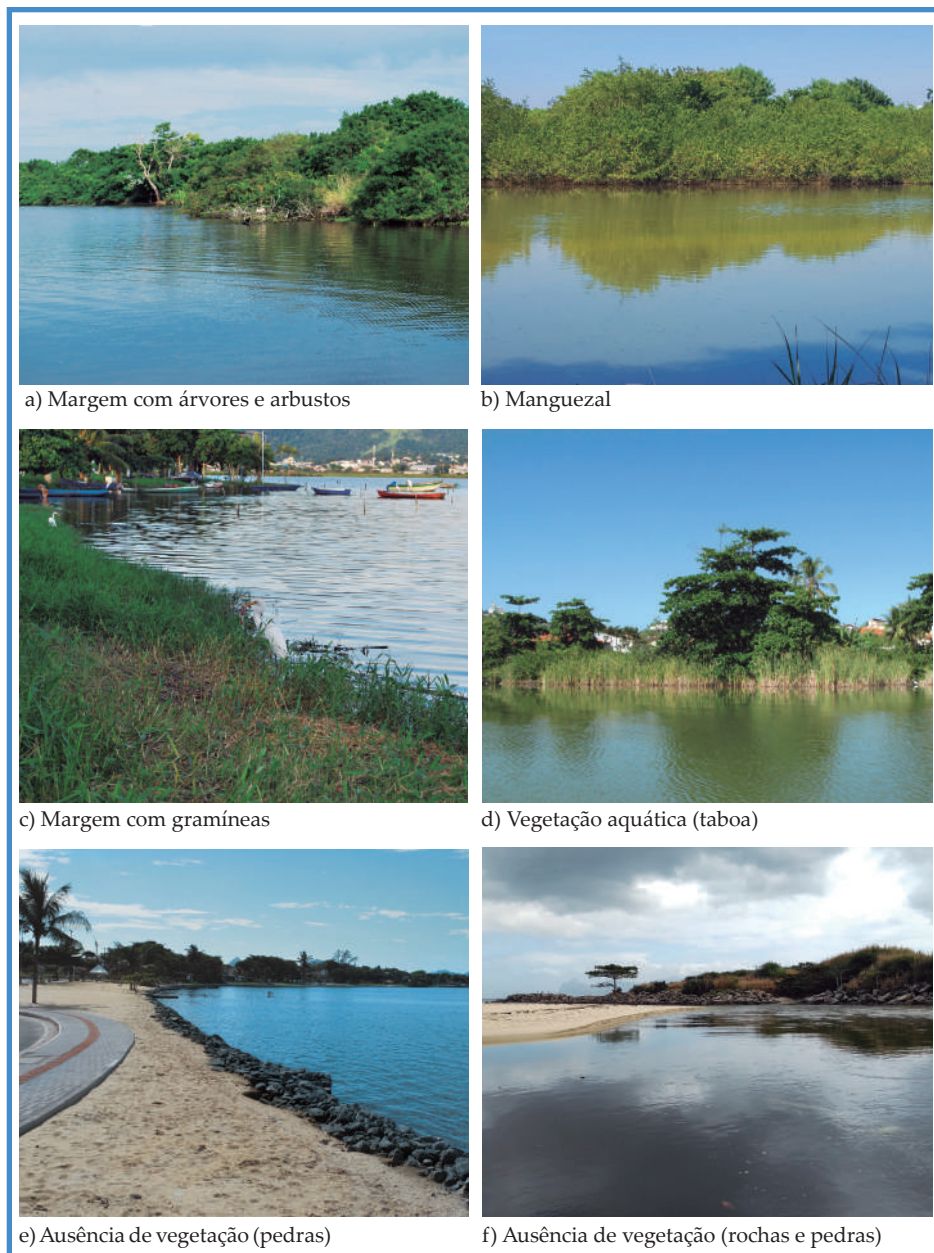 a) Margem com árvores e arbustos
b) Manguezal
c) Margem com gramíneas
d) Vegetação aquática (taboa)
e) Ausência de vegetação (pedras)
f) Ausência de vegetação (rochas e pedras)